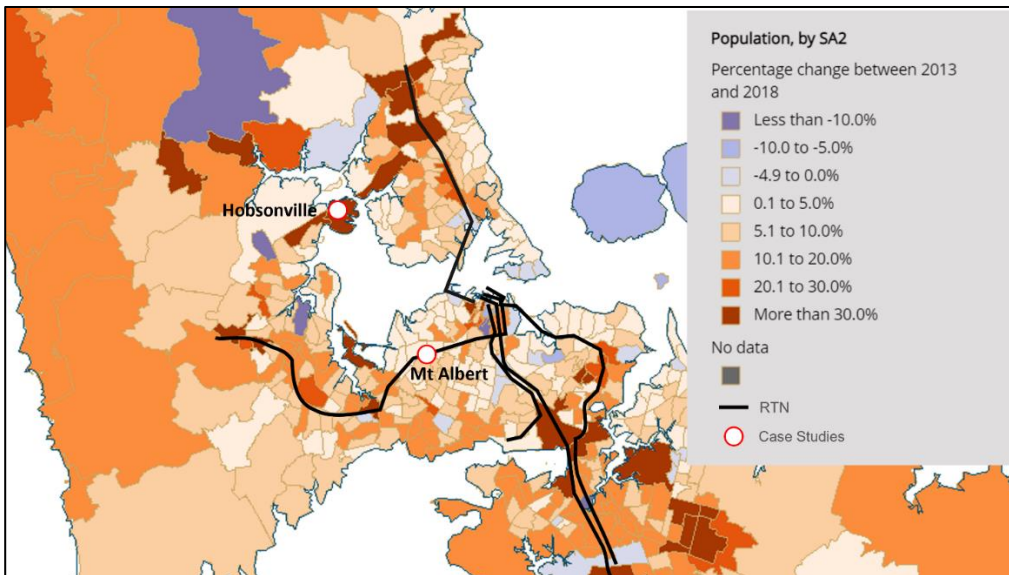 Population, by SA2
Percentage change between 2013
and 2018
Less than -10.0%
-10.0 to -5.0%
-4.9 to 0.0%
0.1 to 5.0%
5.1 to 10.0%
10.1 to 20.0%
20.1 to 30.0%
More than 30.0%
No data
RTN
Case Studies
Hobsonville
Mt Albert